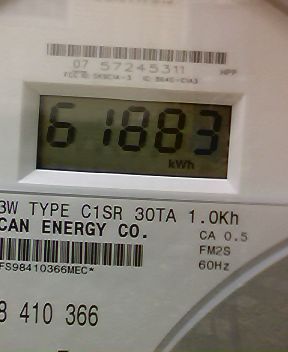 07 57245311 HPP
61883
kWh
3W TYPE C1SR 30TA 1.0Kh
CAN ENERGY CO. CA 0.5
FM2S
FS98410366MEC* 60Hz
8 410 366